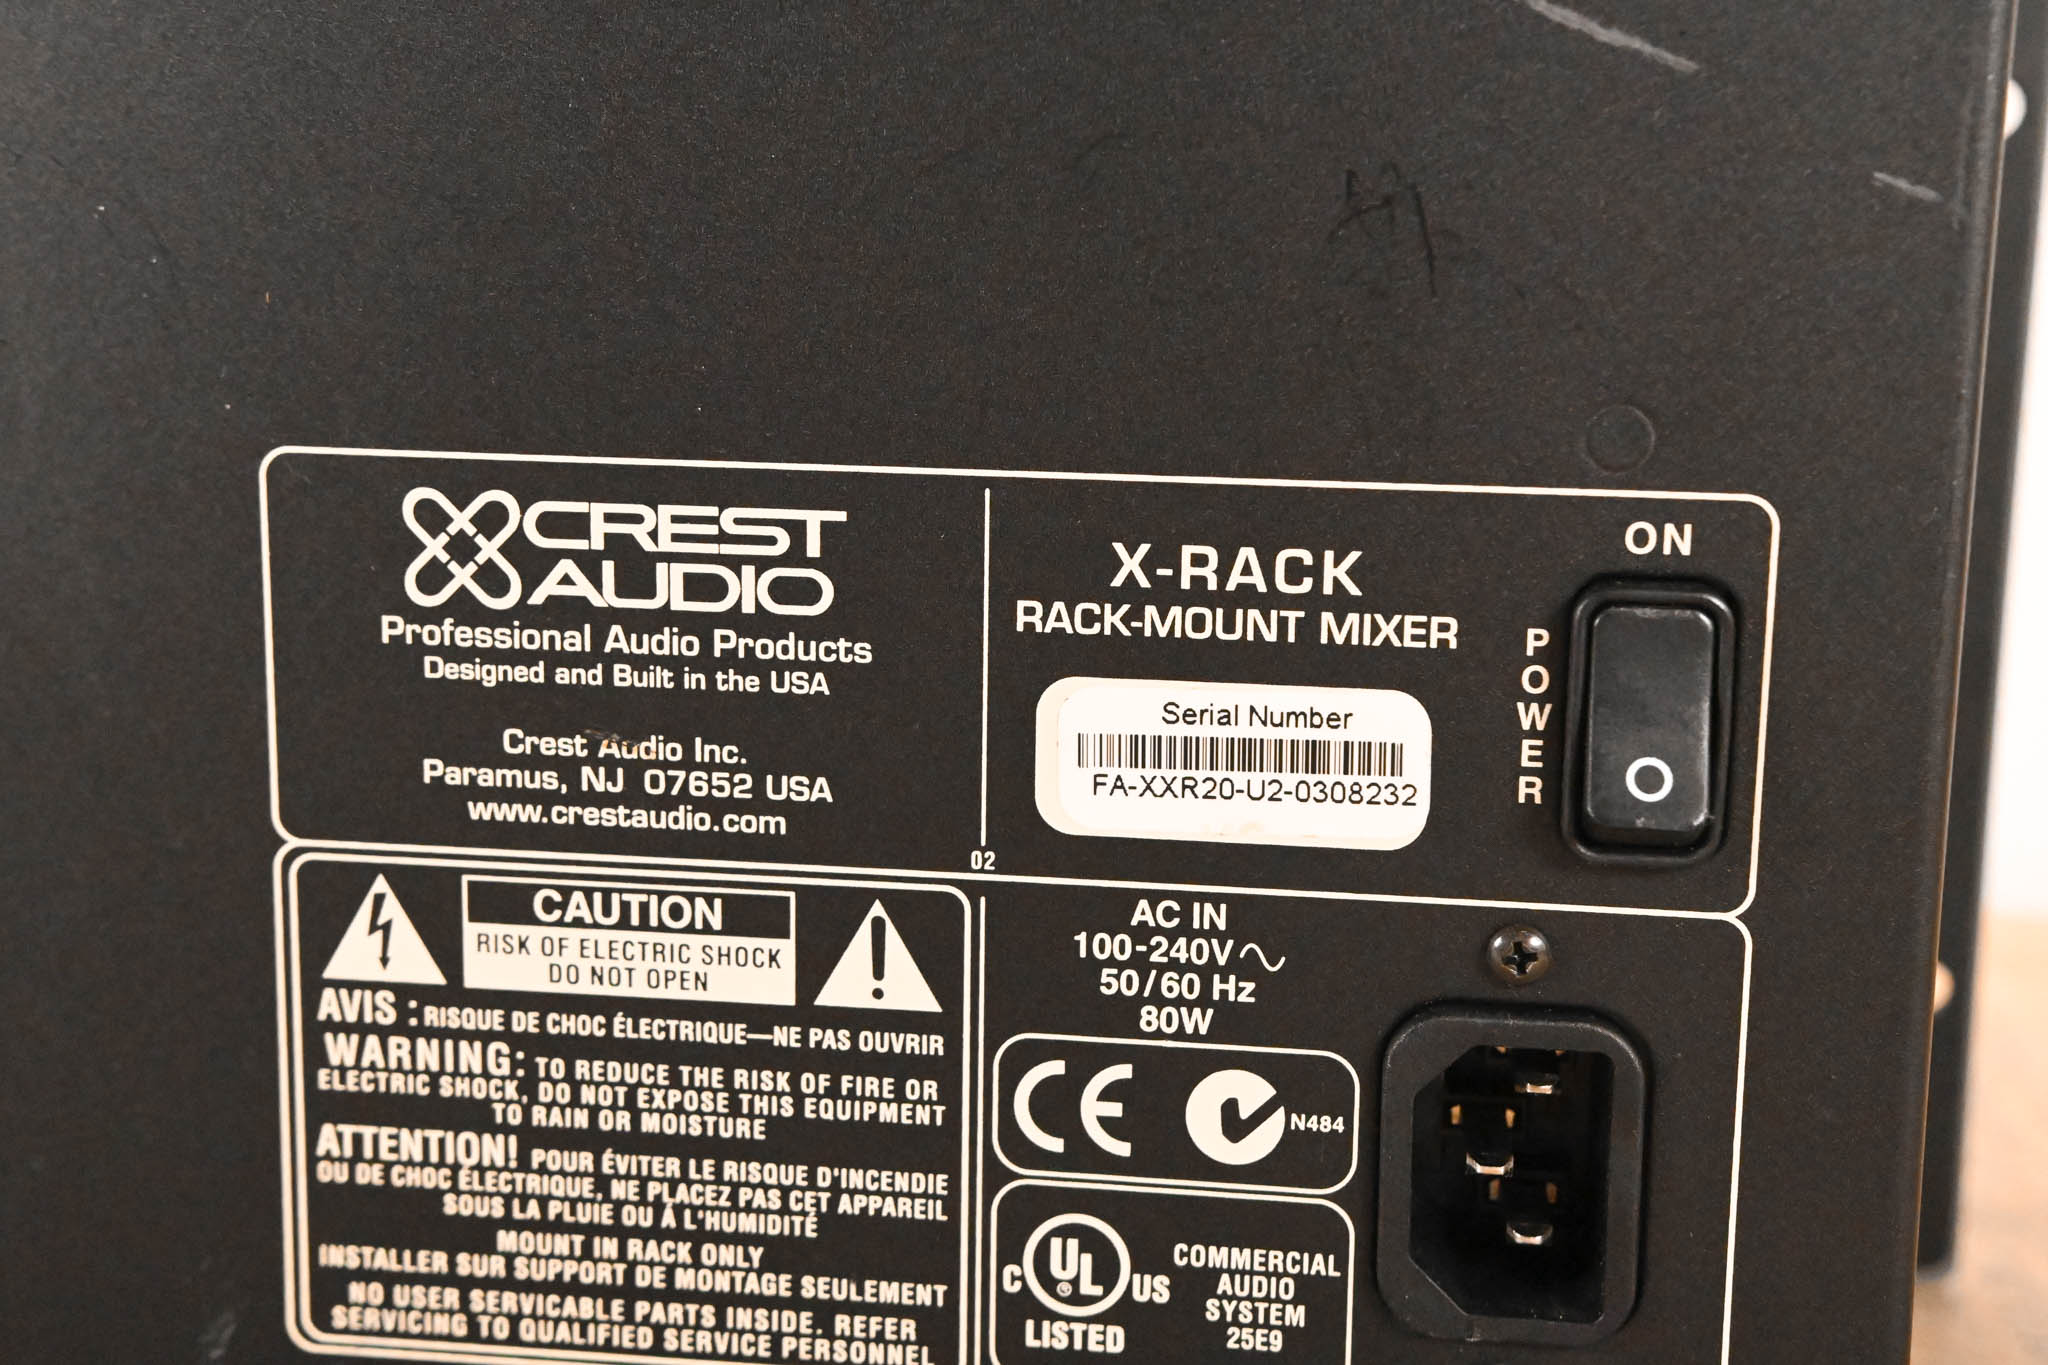 CREST
AUDIO
Professional Audio Products
Designed and Built in the USA
Crest Audio Inc.
Paramus, NJ 07652 USA
www.crestaudio.com
X-RACK
RACK-MOUNT MIXER
Serial Number
FA-XXR20-U2-0308232
ON
POWER
02
CAUTION
RISK OF ELECTRIC SHOCK
DO NOT OPEN
AVIS : RISQUE DE CHOC ÉLECTRIQUE—NE PAS OUVRIR
WARNING: TO REDUCE THE RISK OF FIRE OR
ELECTRIC SHOCK, DO NOT EXPOSE THIS EQUIPMENT
TO RAIN OR MOISTURE
ATTENTION! POUR ÉVITER LE RISQUE D'INCENDIE
OU DE CHOC ÉLECTRIQUE, NE PLACEZ PAS CET APPAREIL
SOUS LA PLUIE OU Á L'HUMIDITÉ
MOUNT IN RACK ONLY
INSTALLER SUR SUPPORT DE MONTAGE SEULEMENT
NO USER SERVICABLE PARTS INSIDE. REFER
SERVICING TO QUALIFIED SERVICE PERSONNEL
AC IN
100-240V~
50/60 Hz
80W
CE
N484
C UL US
LISTED
COMMERCIAL
AUDIO
SYSTEM
25E9